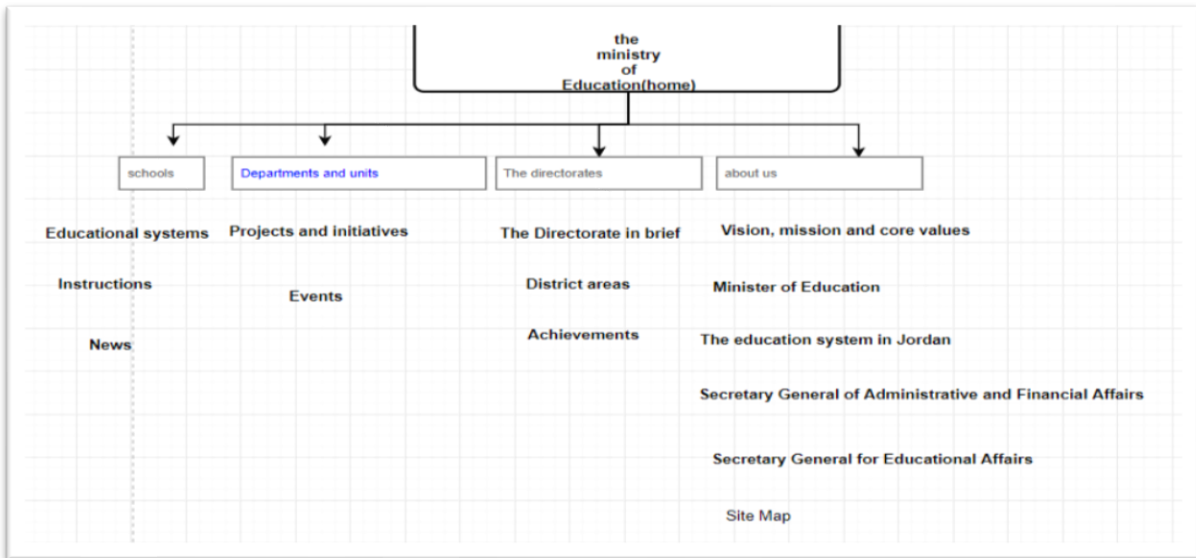 the
ministry
of
Education(home)
schools
Departments and units
The directorates
about us
Educational systems
Projects and initiatives
The Directorate in brief
Vision, mission and core values
Instructions
Events
District areas
Minister of Education
News
Achievements
The education system in Jordan
Secretary General of Administrative and Financial Affairs
Secretary General for Educational Affairs
Site Map